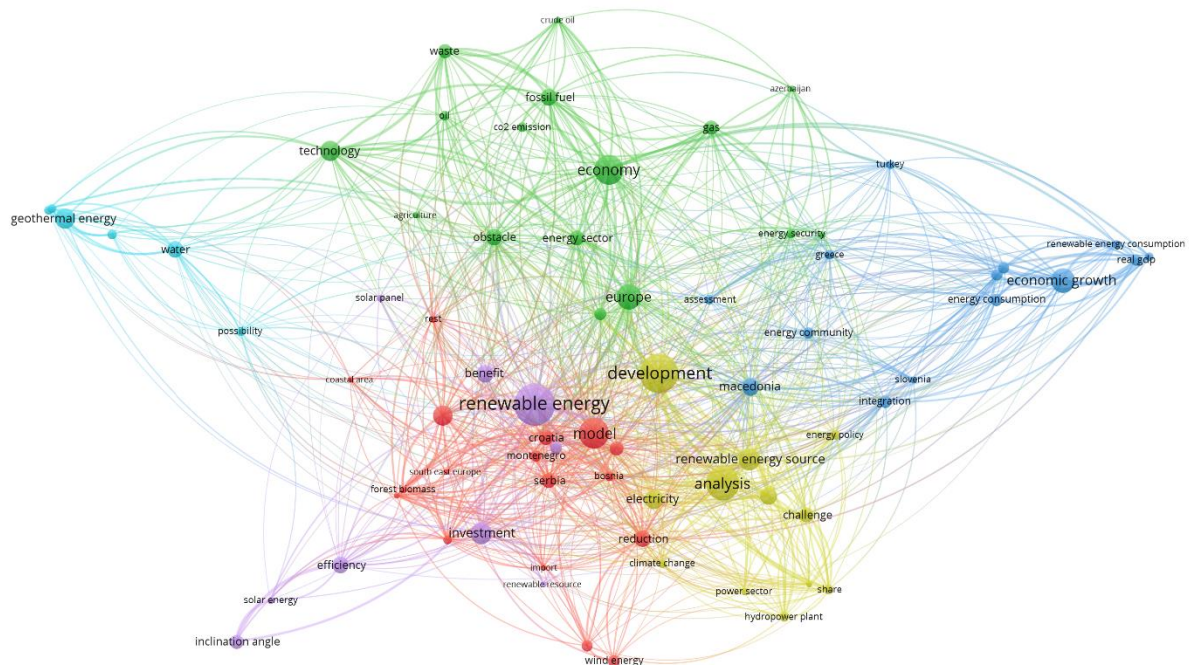 crude oil
waste
azerbaijan
fossil fuel
oil
co2 emission
gas
technology
economy
turkey
geothermal energy
agriculture
obstacle
energy sector
energy security
water
greece
renewable energy consumption
real gdp
economic growth
solar panel
europe
assessment
energy consumption
rest
possibility
energy community
benefit
development
coastal area
macedonia
slovenia
renewable energy
integration
model
croatia
energy policy
montenegro
renewable energy source
south east europe
serbia
bosnia
analysis
forest biomass
electricity
challenge
investment
reduction
efficiency
import
climate change
renewable resource
power sector
share
solar energy
hydropower plant
inclination angle
wind energy